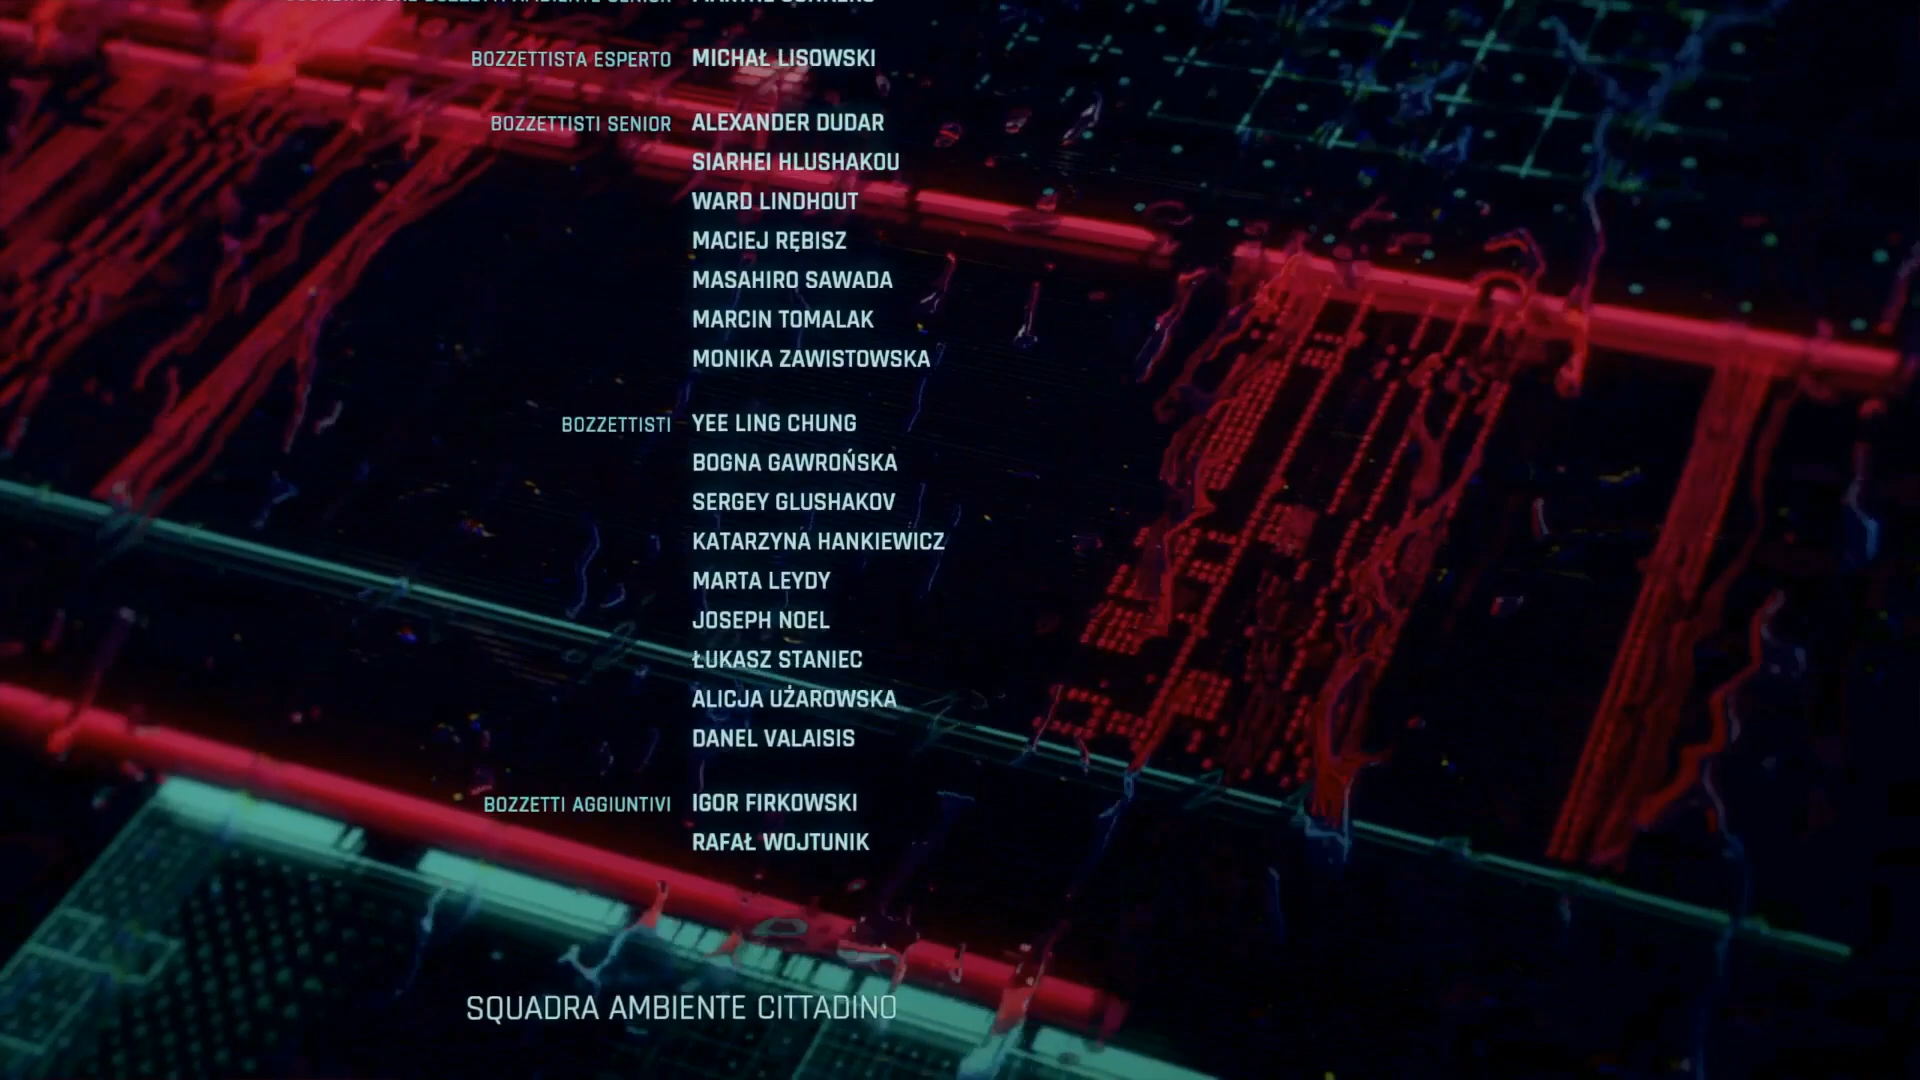 BOZZETTISTA ESPERTO MICHAŁ LISOWSKI
BOZZETTISTI SENIOR ALEXANDER DUDAR
SIARHEI HLUSHAKOU
WARD LINDHOUT
MACIEJ RĘBISZ
MASAHIRO SAWADA
MARCIN TOMALAK
MONIKA ZAWISTOWSKA
BOZZETTISTI YEE LING CHUNG
BOGNA GAWROŃSKA
SERGEY GLUSHAKOV
KATARZYNA HANKIEWICZ
MARTA LEYDY
JOSEPH NOEL
ŁUKASZ STANIEC
ALICJA UŻAROWSKA
DANEL VALAISIS
BOZZETTI AGGIUNTIVI IGOR FIRKOWSKI
RAFAŁ WOJTUNIK
SQUADRA AMBIENTE CITTADINO